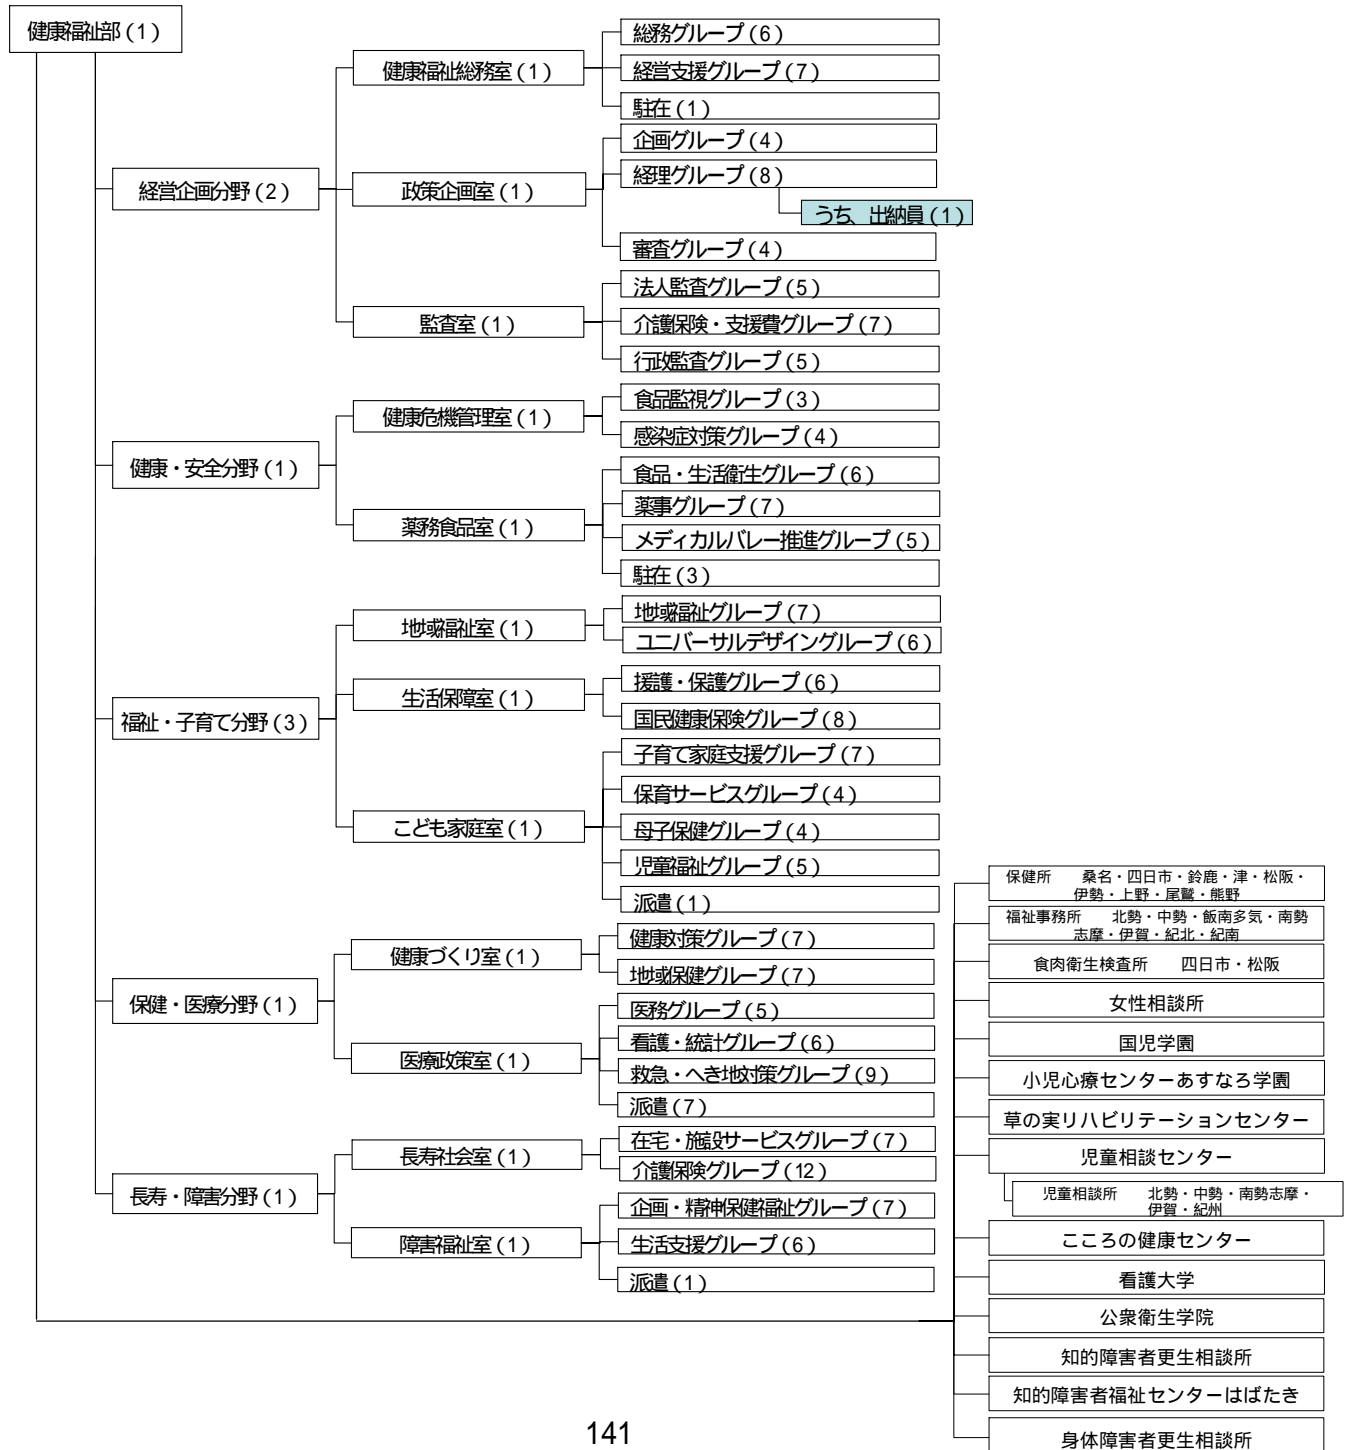 健康福祉部(1)
経営企画分野(2)
健康福祉総務室(1)
総務グループ(6)
経営支援グループ(7)
駐在(1)
政策企画室(1)
企画グループ(4)
経理グループ(8)
うち、出納員(1)
審査グループ(4)
監査室(1)
法人監査グループ(5)
介護保険・支援費グループ(7)
行政監査グループ(5)
健康・安全分野(1)
健康危機管理室(1)
食品監視グループ(3)
感染症対策グループ(4)
薬務食品室(1)
食品・生活衛生グループ(6)
薬事グループ(7)
メディカルバレー推進グループ(5)
駐在(3)
福祉・子育て分野(3)
地域福祉室(1)
地域福祉グループ(7)
ユニバーサルデザイングループ(6)
生活保障室(1)
援護・保護グループ(6)
国民健康保険グループ(8)
こども家庭室(1)
子育て家庭支援グループ(7)
保育サービスグループ(4)
母子保健グループ(4)
児童福祉グループ(5)
派遣(1)
保健・医療分野(1)
健康づくり室(1)
健康対策グループ(7)
地域保健グループ(7)
医療政策室(1)
医務グループ(5)
看護・統計グループ(6)
救急・へき地対策グループ(9)
派遣(7)
長寿・障害分野(1)
長寿社会室(1)
在宅・施設サービスグループ(7)
介護保険グループ(12)
障害福祉室(1)
企画・精神保健福祉グループ(7)
生活支援グループ(6)
派遣(1)
保健所　桑名・四日市・鈴鹿・津・松阪・
伊勢・上野・尾鷲・熊野
福祉事務所　北勢・中勢・飯南多気・南勢
志摩・伊賀・紀北・紀南
食肉衛生検査所　四日市・松阪
女性相談所
国児学園
小児心療センターあすなろ学園
草の実リハビリテーションセンター
児童相談センター
児童相談所　北勢・中勢・南勢志摩・
伊賀・紀州
こころの健康センター
看護大学
公衆衛生学院
知的障害者更生相談所
知的障害者福祉センターはばたき
身体障害者更生相談所
141